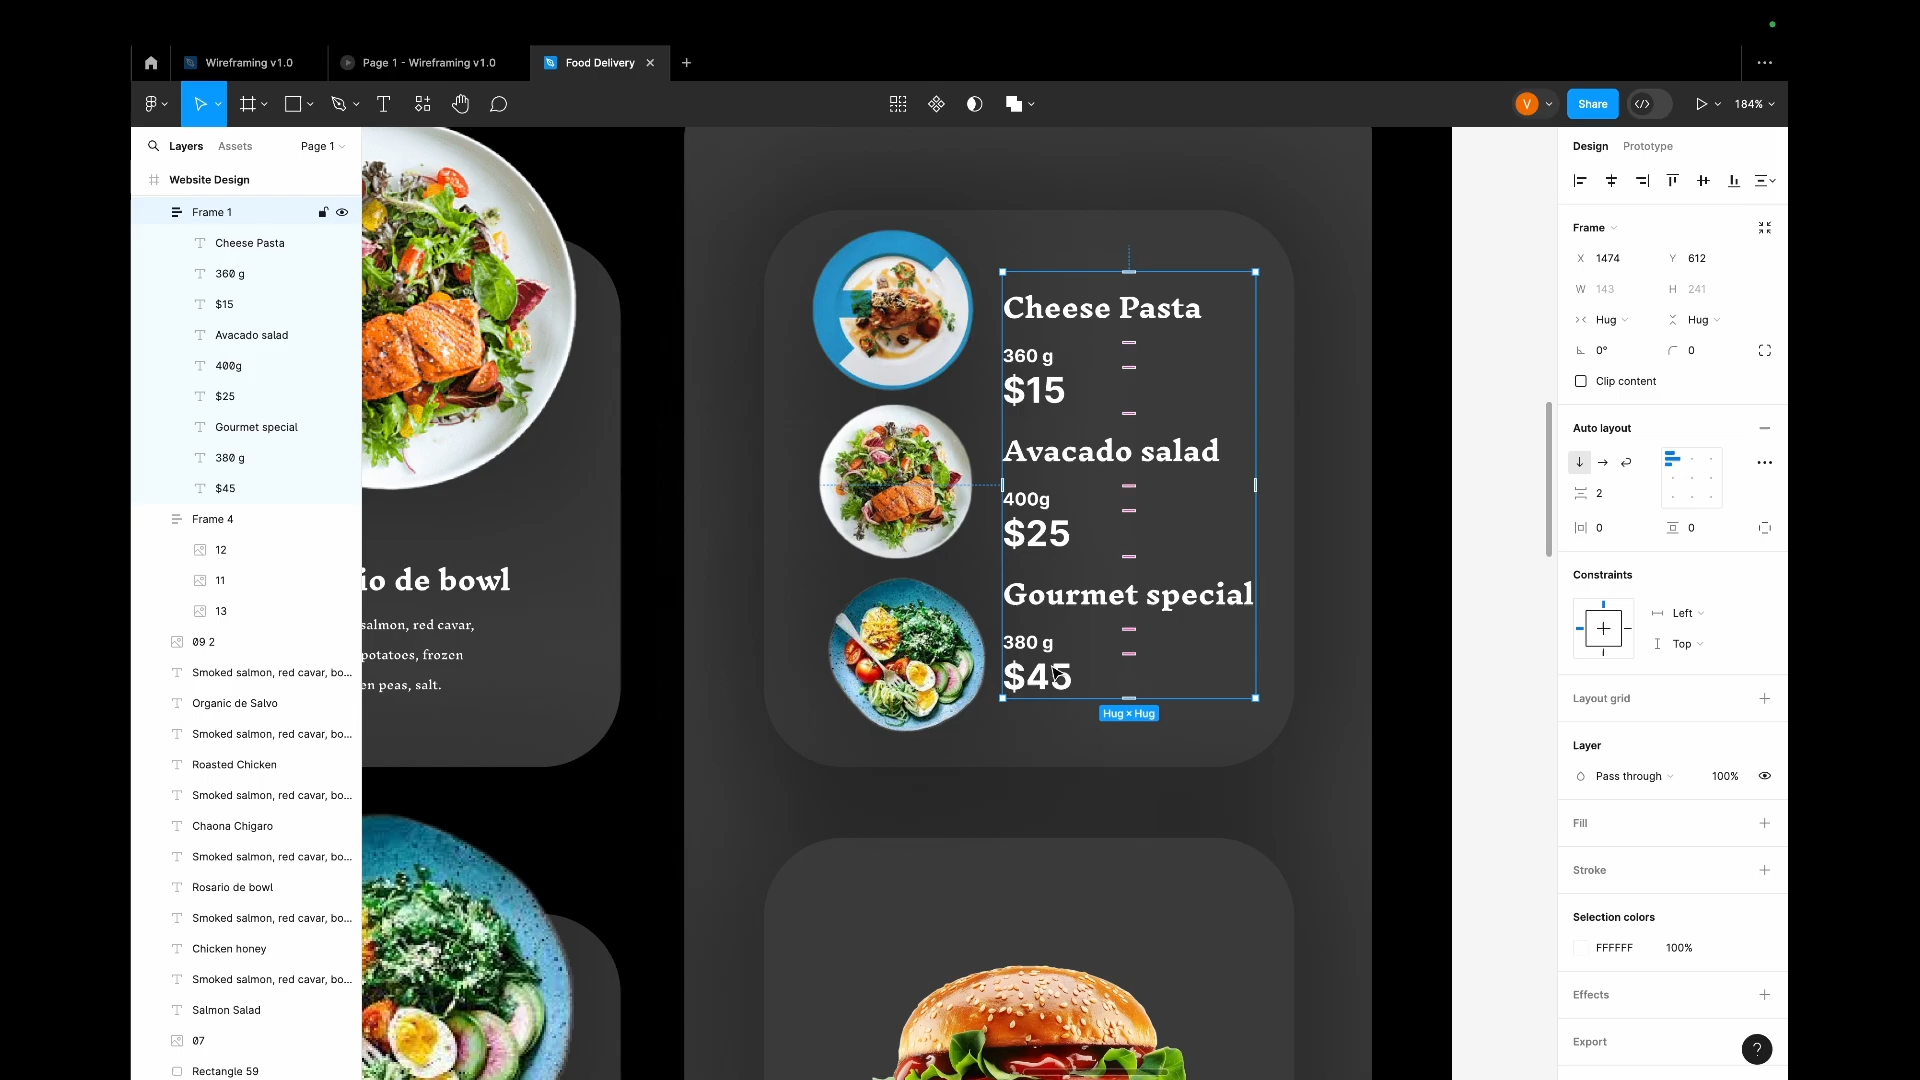 Wireframing v1.0
Page 1 - Wireframing v1.0
Food Delivery
V
Share
184%
Layers
Assets
Page 1
Website Design
Frame 1
Cheese Pasta
360 g
$15
Avacado salad
400g
$25
Gourmet special
380 g
$45
Frame 4
12
11
13
09 2
Smoked salmon, red cavar, bo...
Organic de Salvo
Smoked salmon, red cavar, bo...
Roasted Chicken
Smoked salmon, red cavar, bo...
Chaona Chigaro
Smoked salmon, red cavar, bo...
Rosario de bowl
Smoked salmon, red cavar, bo...
Chicken honey
Smoked salmon, red cavar, bo...
Salmon Salad
07
Rectangle 59
io de bowl
salmon, red cavar,
potatoes, frozen
en peas, salt.
Cheese Pasta
360 g
$15
Avacado salad
400g
$25
Gourmet special
380 g
$45
Hug × Hug
Design
Prototype
Frame
X 1474
Y 612
W 143
H 241
Hug
Hug
0°
0
Clip content
Auto layout
2
0
0
Constraints
Left
Top
Layout grid
Layer
Pass through
100%
Fill
Stroke
Selection colors
FFFFFF
100%
Effects
Export
?